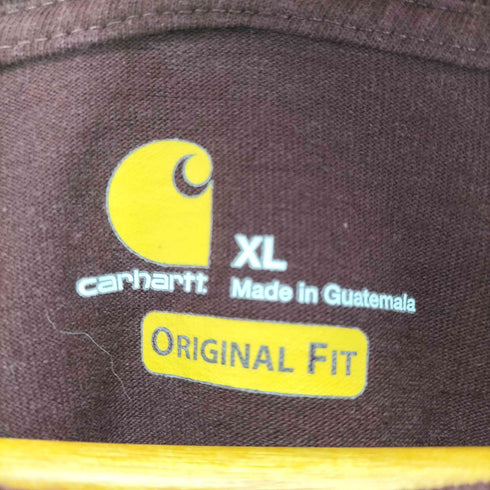 XL
carhartt
Made in Guatemala
ORIGINAL FIT